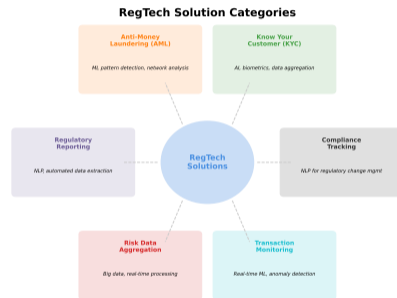 RegTech Solution Categories
Anti-Money
Laundering (AML)
ML pattern detection, network analysis
Know Your
Customer (KYC)
AI, biometrics, data aggregation
Regulatory
Reporting
NLP, automated data extraction
RegTech
Solutions
Compliance
Tracking
NLP for regulatory change mgmt
Risk Data
Aggregation
Big data, real-time processing
Transaction
Monitoring
Real-time ML, anomaly detection